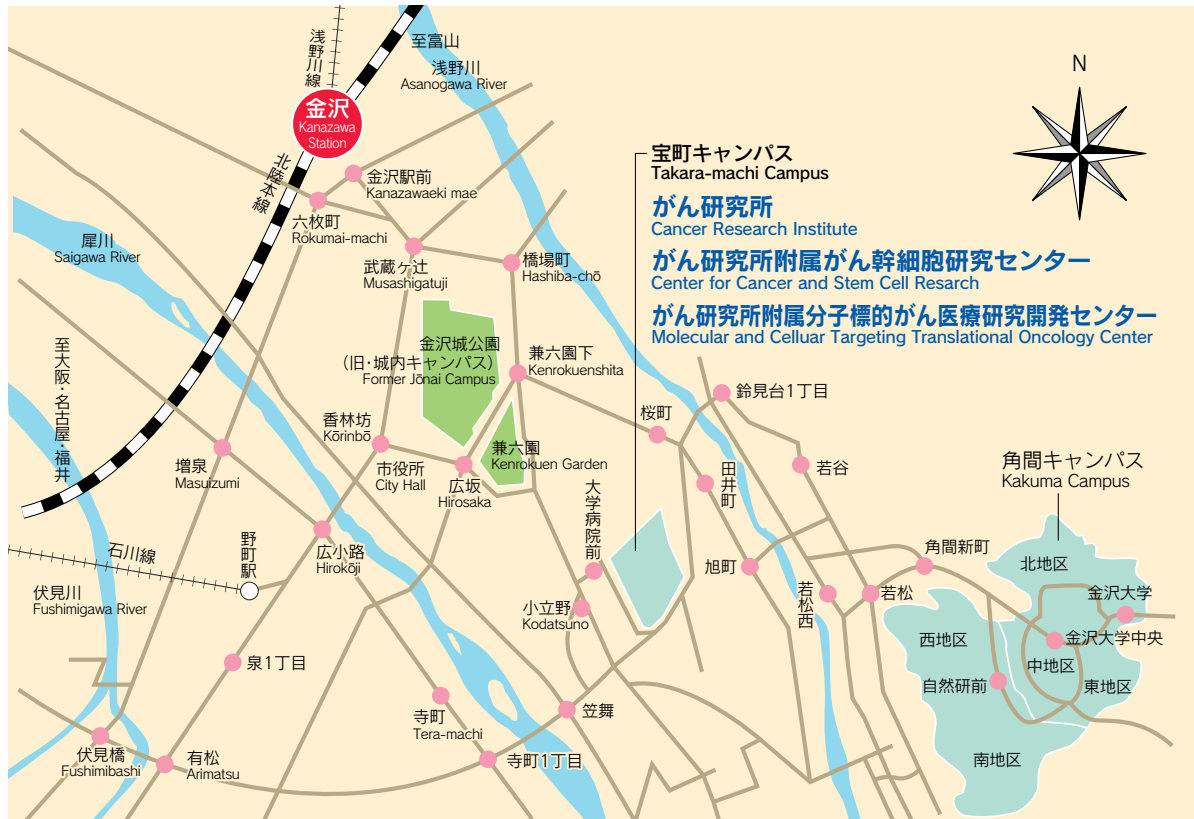 浅野川線
至富山
浅野川
Asanogawa River
金沢
Kanazawa
Station
北陸本線
金沢駅前
Kanazawaeki mae
六枚町
Rokumai-machi
犀川
Saigawa River
武蔵ヶ辻
Musashigatuji
橋場町
Hashiba-chō
N
宝町キャンパス
Takara-machi Campus
がん研究所
Cancer Research Institute
がん研究所附属がん幹細胞研究センター
Center for Cancer and Stem Cell Resarch
がん研究所附属分子標的がん医療研究開発センター
Molecular and Celluar Targeting Translational Oncology Center
至大阪・名古屋・福井
金沢城公園
（旧・城内キャンパス）
Former Jōnai Campus
兼六園下
Kenrokuenshita
鈴見台1丁目
桜町
香林坊
Kōrinbō
兼六園
Kenrokuen Garden
市役所
City Hall
広坂
Hirosaka
増泉
Masuizumi
田井町
若谷
角間キャンパス
Kakuma Campus
大学病院前
石川線
野町駅
広小路
Hirokōji
旭町
角間新町
北地区
伏見川
Fushimigawa River
小立野
Kodatsuno
若松西
若松
金沢大学
西地区
金沢大学中央
中地区
泉1丁目
自然研前
東地区
寺町
Tera-machi
笠舞
伏見橋
Fushimibashi
有松
Arimatsu
寺町1丁目
南地区